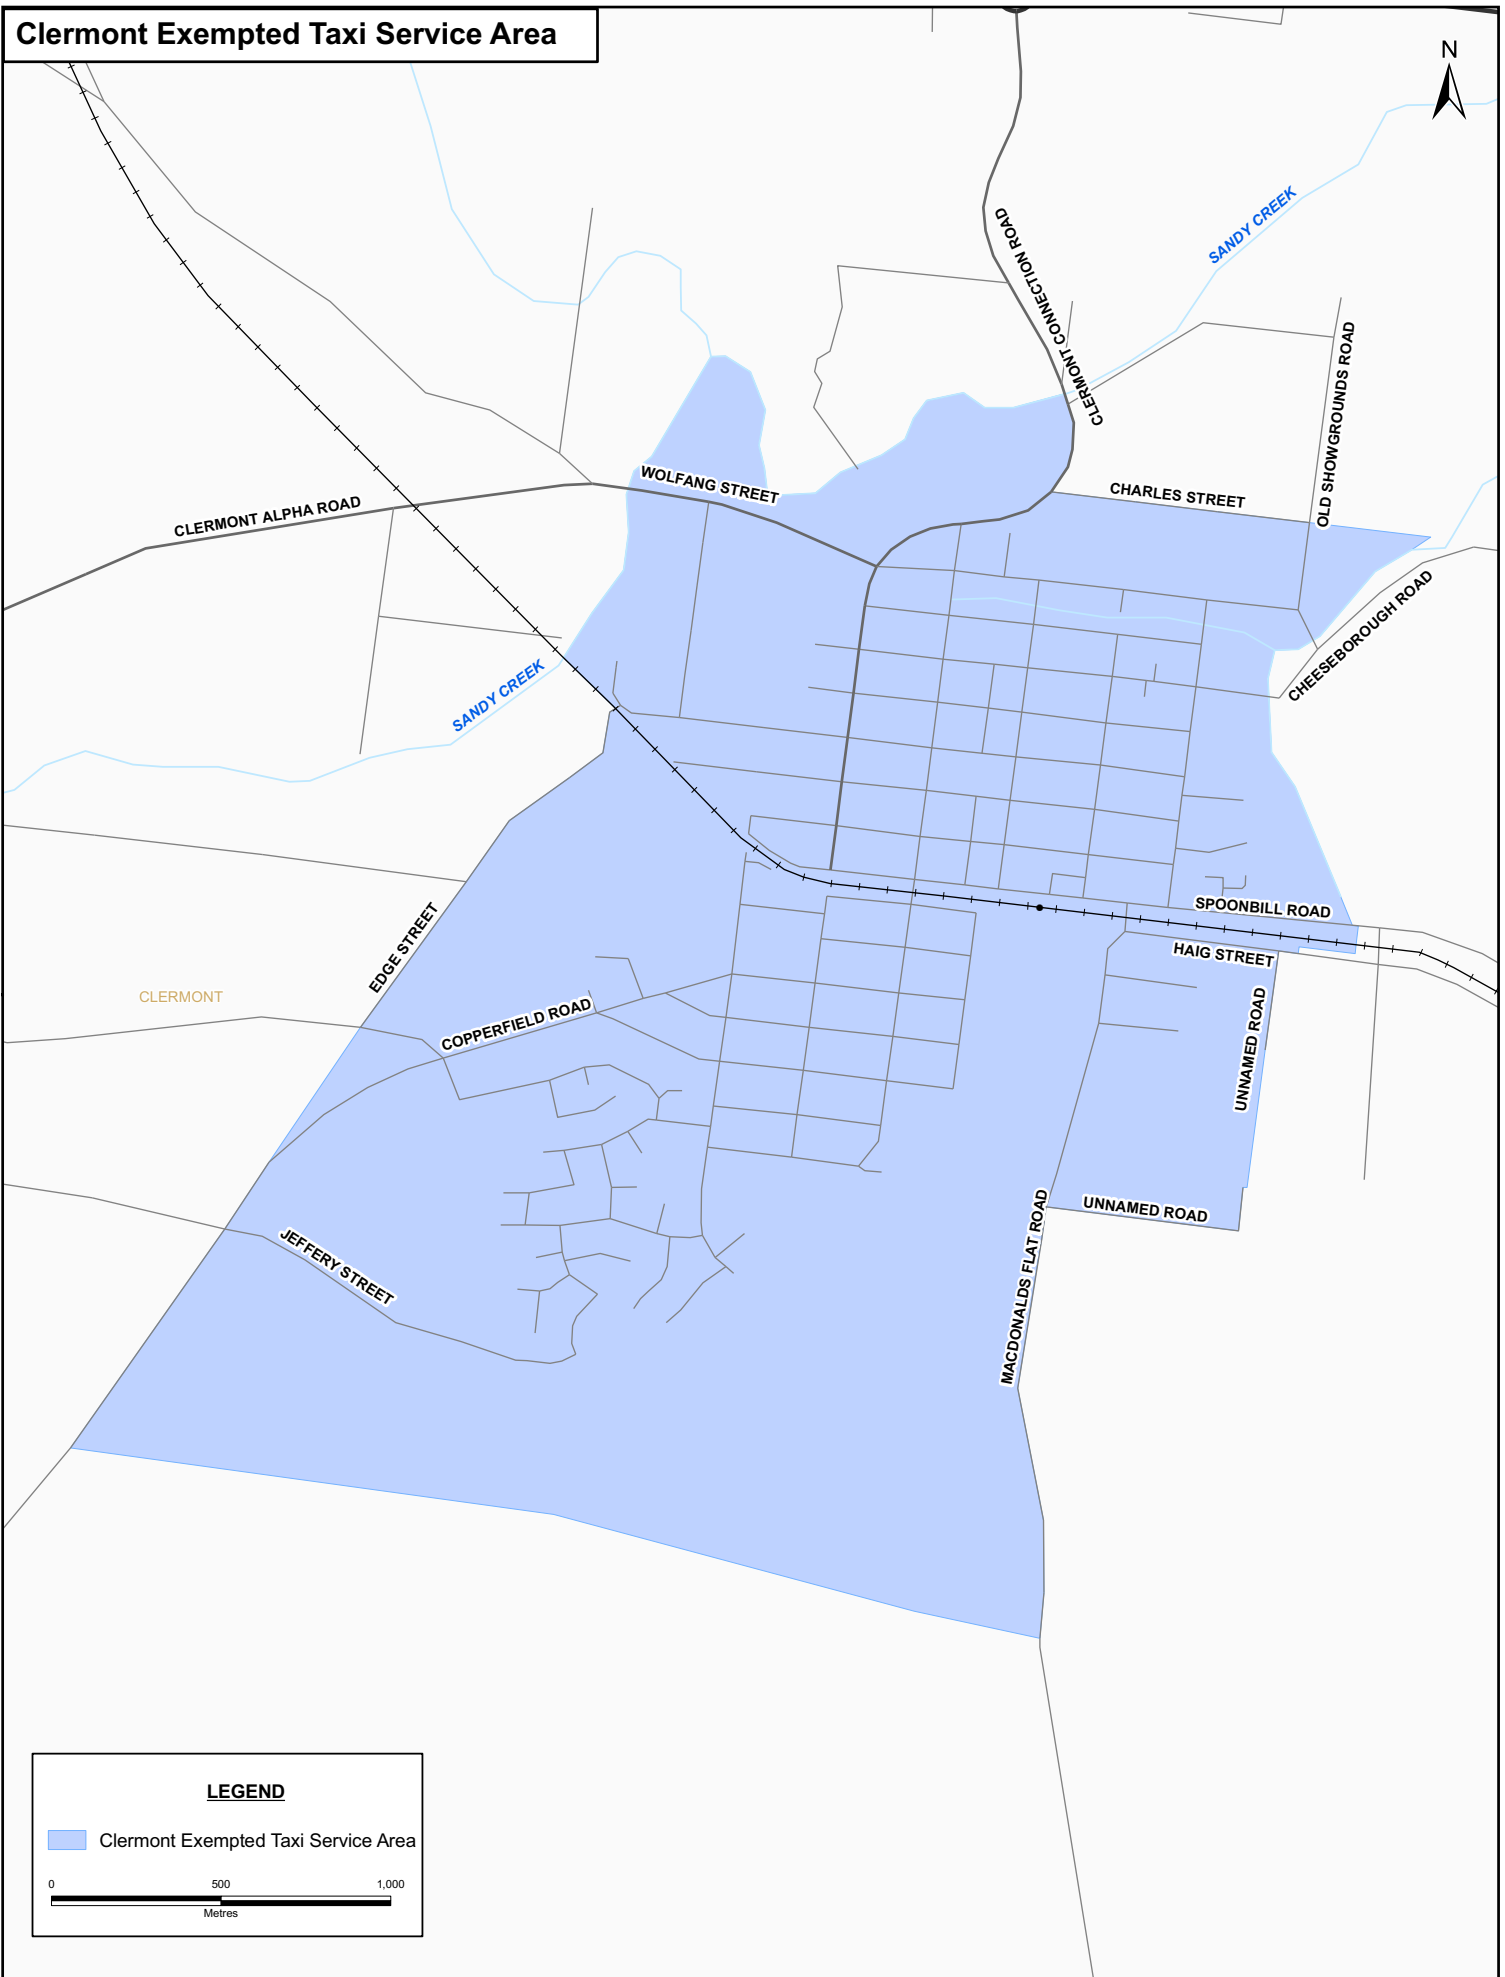 Clermont Exempted Taxi Service Area
N
SANDY CREEK
CLERMONT CONNECTION ROAD
OLD SHOWGROUNDS ROAD
WOLFANG STREET
CHARLES STREET
CLERMONT ALPHA ROAD
CHEESEBOROUGH ROAD
SANDY CREEK
SPOONBILL ROAD
HAIG STREET
EDGE STREET
CLERMONT
UNNAMED ROAD
COPPERFIELD ROAD
UNNAMED ROAD
MACDONALDS FLAT ROAD
JEFFERY STREET
LEGEND
Clermont Exempted Taxi Service Area
0 500 1,000
Metres